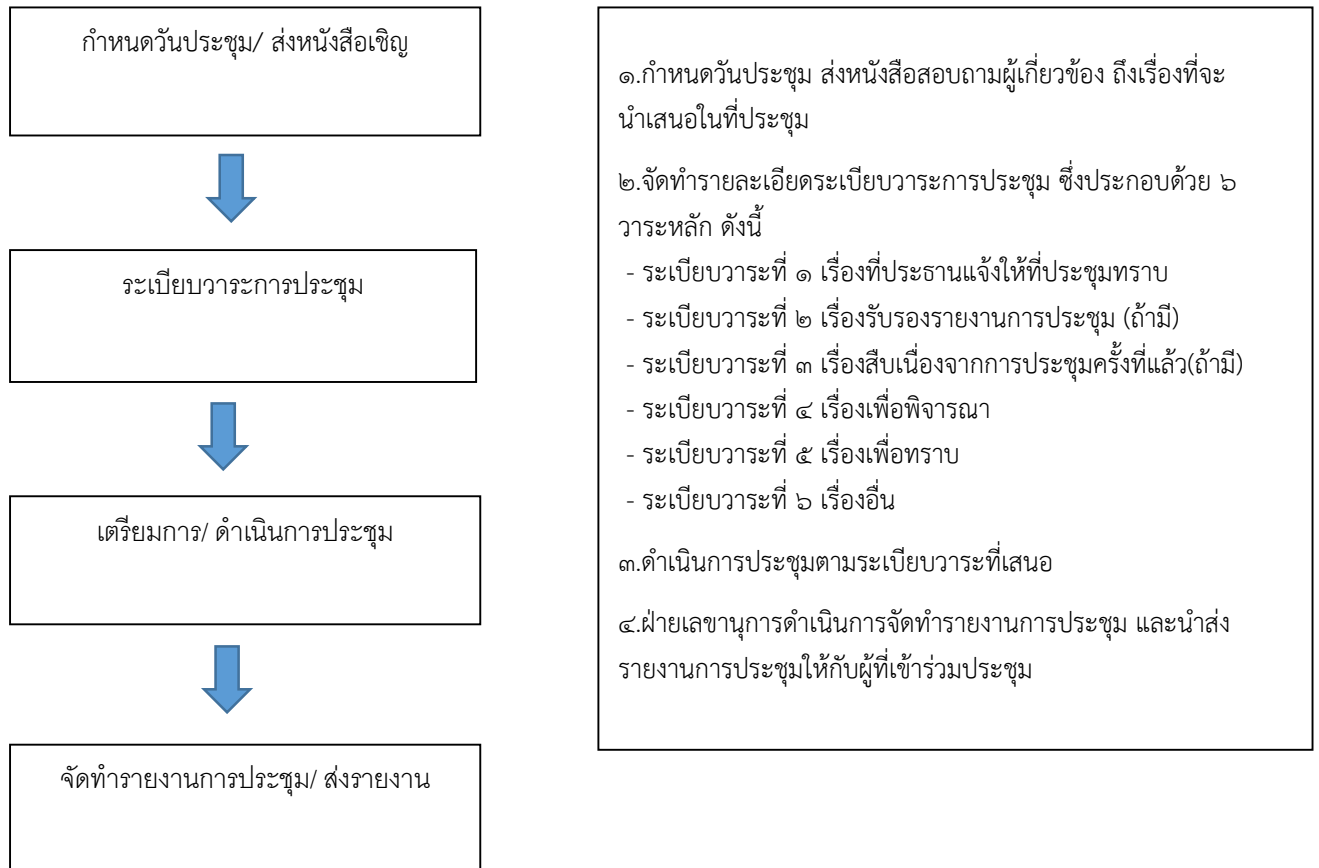 กำหนดวันประชุม/ ส่งหนังสือเชิญ
ระเบียบวาระการประชุม
เตรียมการ/ ดำเนินการประชุม
จัดทำรายงานการประชุม/ ส่งรายงาน
๑.กำหนดวันประชุม ส่งหนังสือสอบถามผู้เกี่ยวข้อง ถึงเรื่องที่จะ
นำเสนอในที่ประชุม
๒.จัดทำรายละเอียดระเบียบวาระการประชุม ซึ่งประกอบด้วย ๖
วาระหลัก ดังนี้
- ระเบียบวาระที่ ๑ เรื่องที่ประธานแจ้งให้ที่ประชุมทราบ
- ระเบียบวาระที่ ๒ เรื่องรับรองรายงานการประชุม (ถ้ามี)
- ระเบียบวาระที่ ๓ เรื่องสืบเนื่องจากการประชุมครั้งที่แล้ว(ถ้ามี)
- ระเบียบวาระที่ ๔ เรื่องเพื่อพิจารณา
- ระเบียบวาระที่ ๕ เรื่องเพื่อทราบ
- ระเบียบวาระที่ ๖ เรื่องอื่น
๓.ดำเนินการประชุมตามระเบียบวาระที่เสนอ
๔.ฝ่ายเลขานุการดำเนินการจัดทำรายงานการประชุม และนำส่ง
รายงานการประชุมให้กับผู้ที่เข้าร่วมประชุม